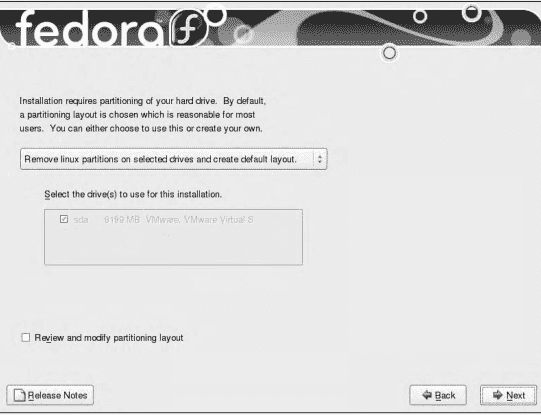 fedora f
Installation requires partitioning of your hard drive. By default,
a partitioning layout is chosen which is reasonable for most
users. You can either choose to use this or create your own.
Remove linux partitions on selected drives and create default layout.
Select the drive(s) to use for this installation.
sda 8190 MB VMware, VMware Virtual S
Review and modify partitioning layout
Release Notes
Back
Next